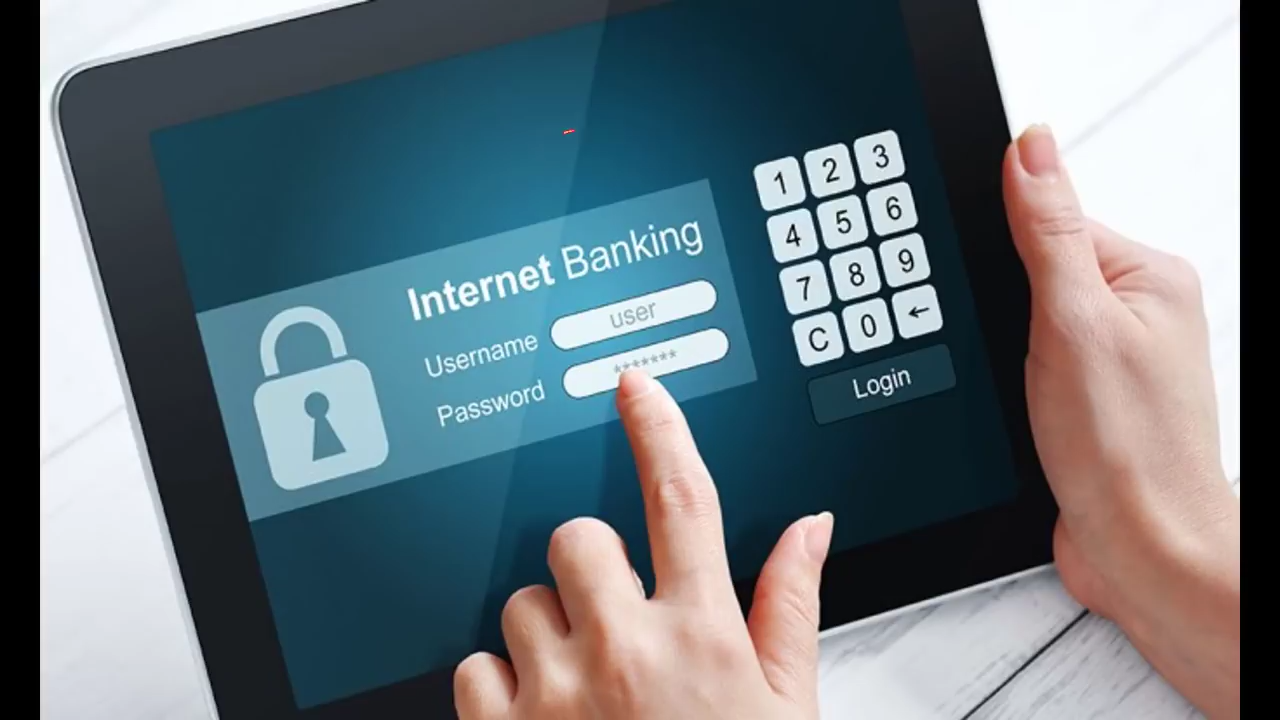 Internet Banking
Username user
Password *******
1 2 3
4 5 6
7 8 9
C 0 ←
Login